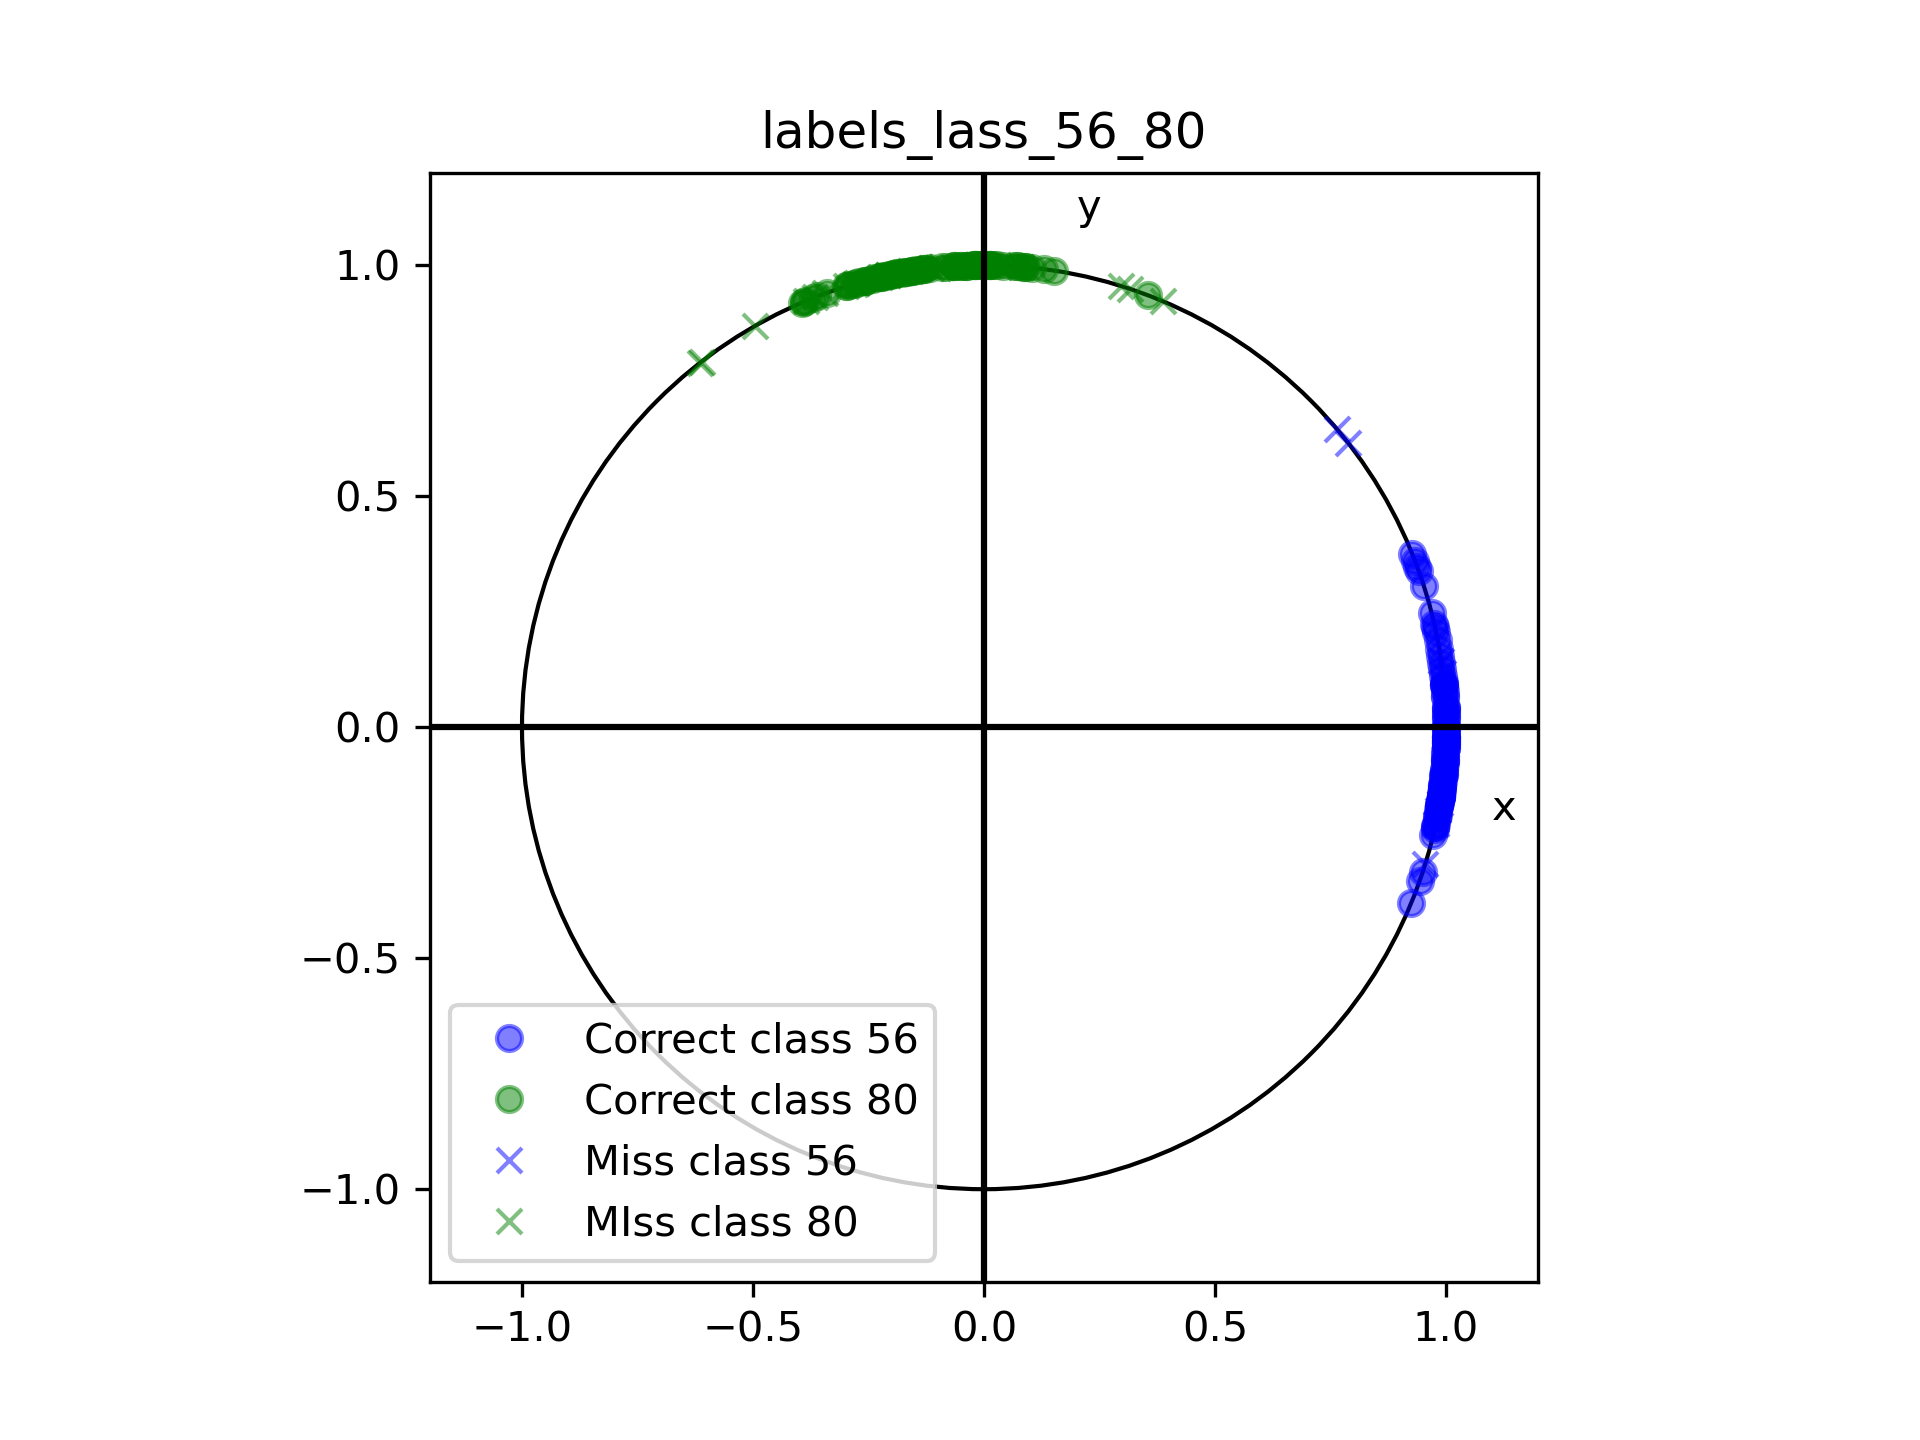 labels_lass_56_80
y
1.0
0.5
0.0
−0.5
−1.0
x
Correct class 56
Correct class 80
Miss class 56
MIss class 80
−1.0 −0.5 0.0 0.5 1.0